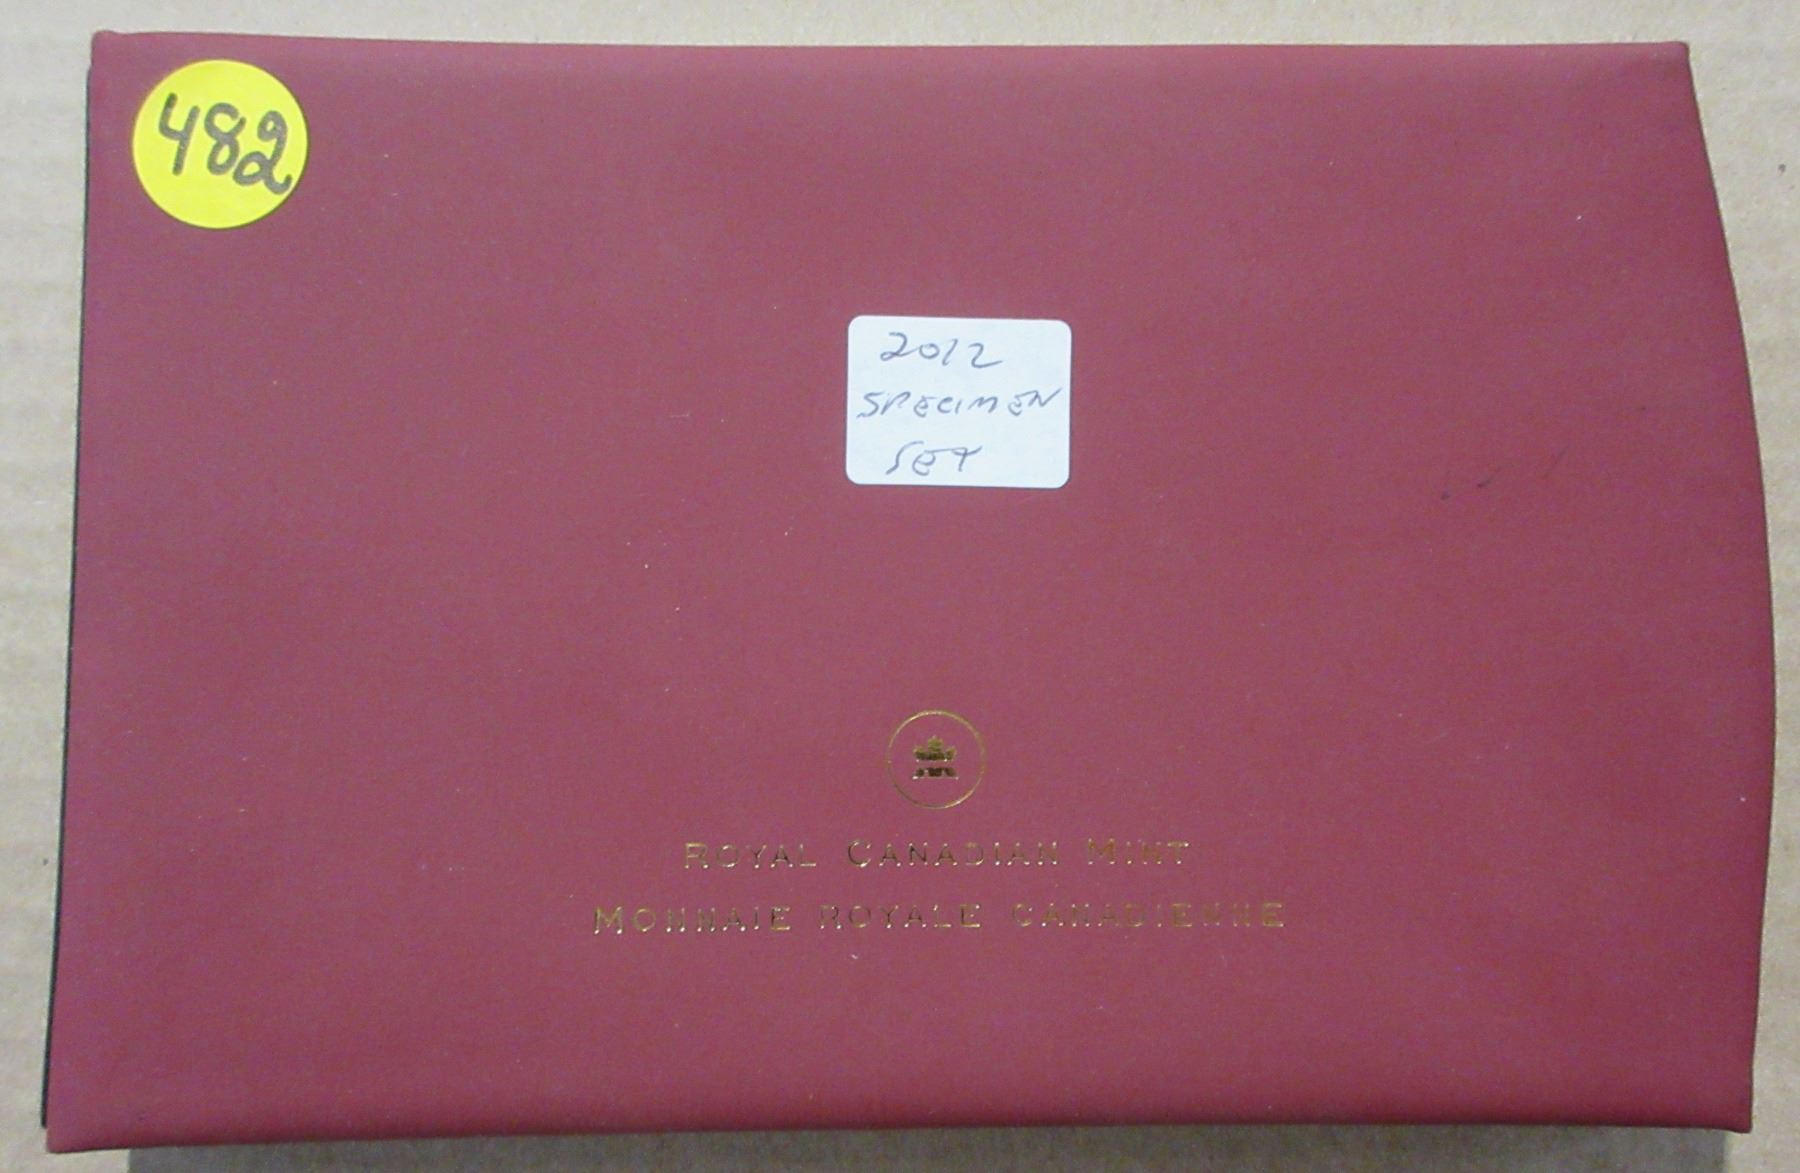 482
2012
SPECIMEN
SET
ROYAL CANADIAN MINT
MONNAIE ROYALE CANADIENNE